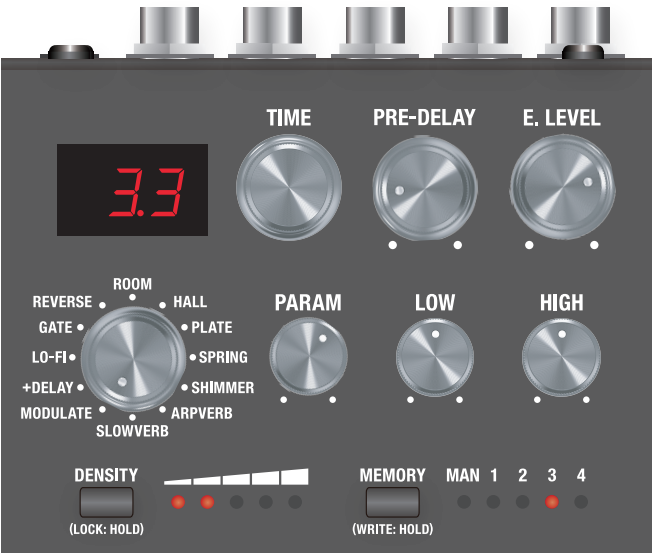 TIME PRE-DELAY E. LEVEL
3.3
ROOM
REVERSE HALL
GATE PLATE
LO-FI SPRING
+DELAY SHIMMER
MODULATE ARPVERB
SLOWVERB
PARAM LOW HIGH
DENSITY
(LOCK: HOLD)
MEMORY MAN 1 2 3 4
(WRITE: HOLD)